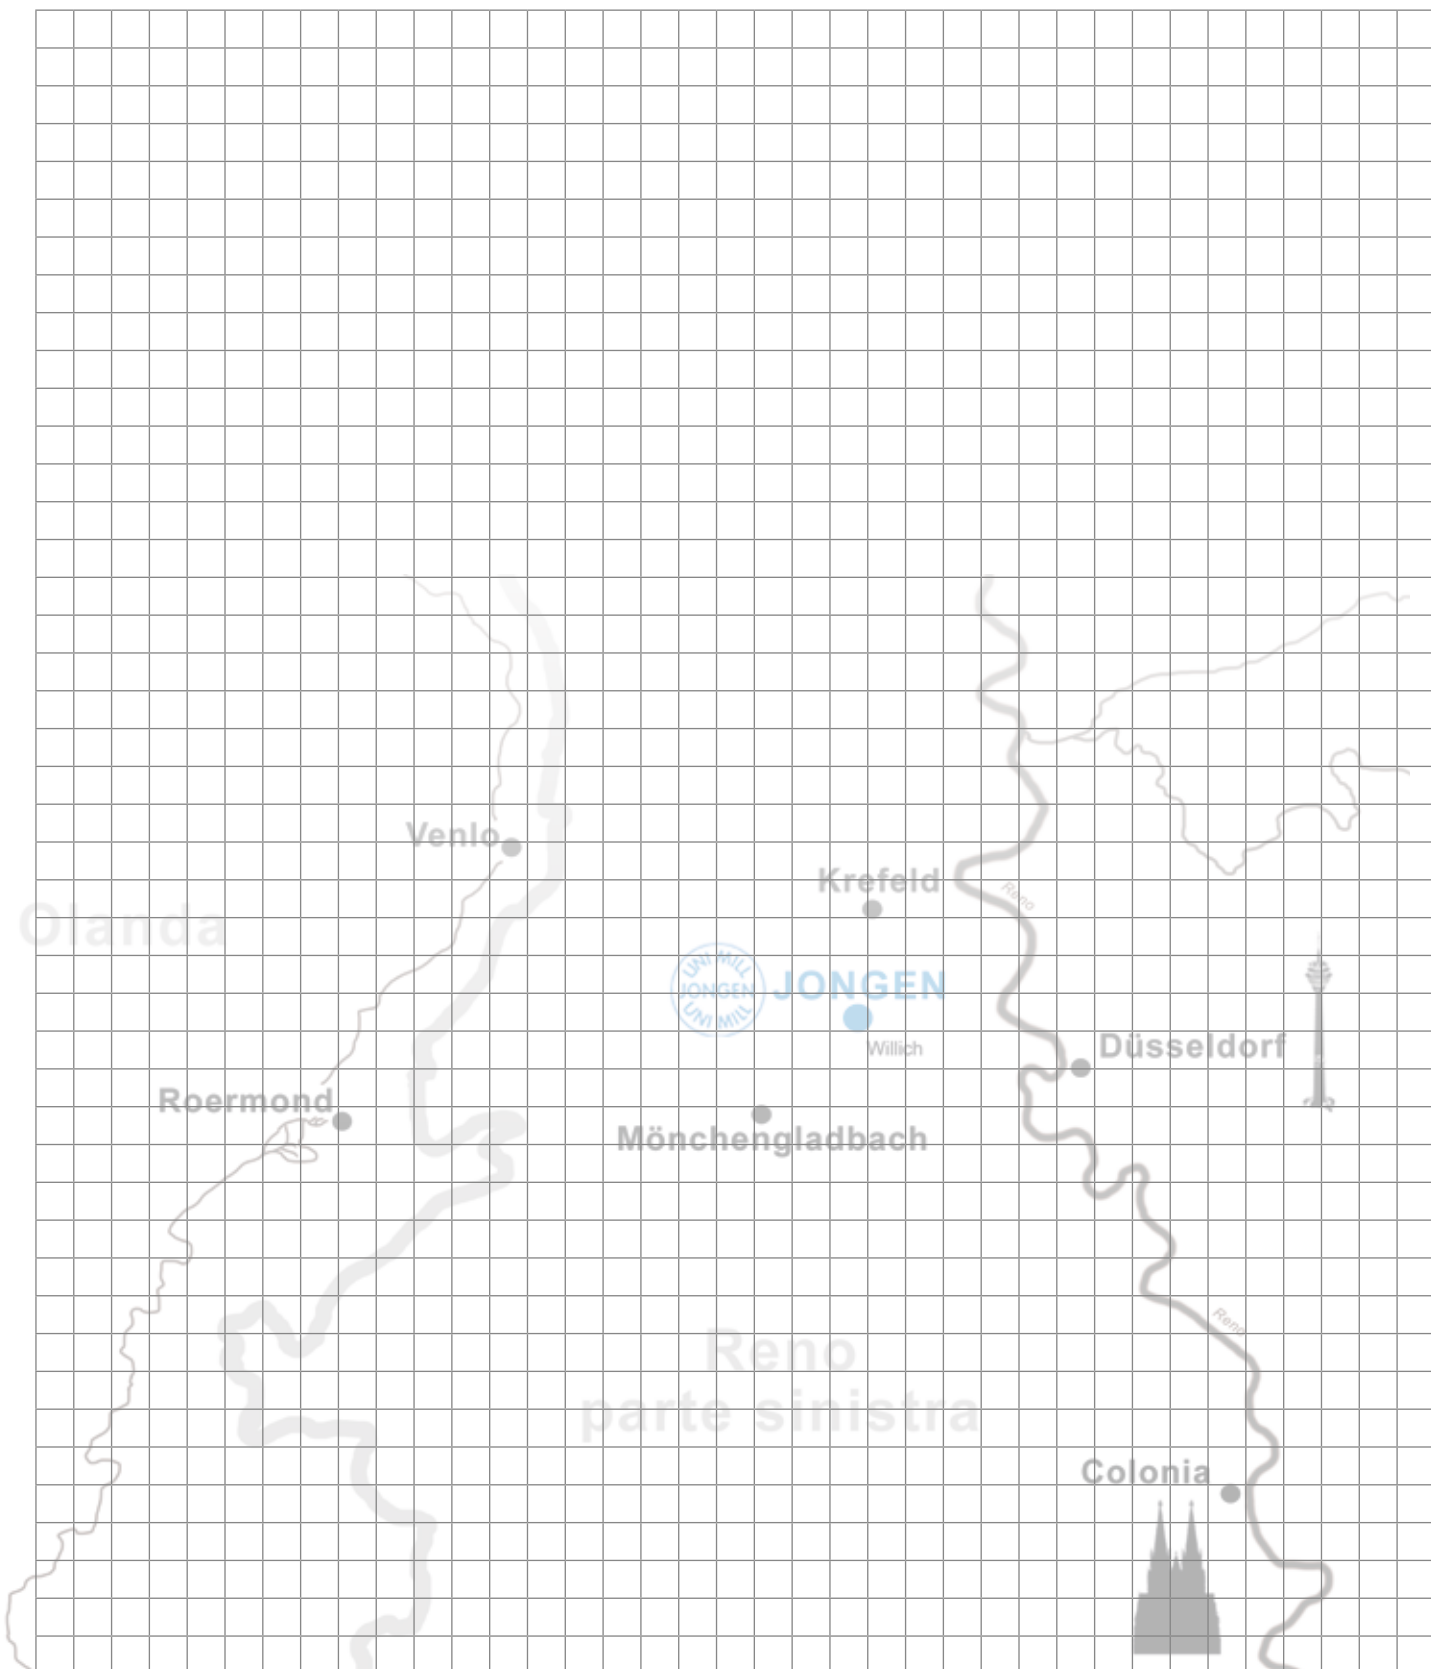 Venlo
Krefeld
Reno
Olanda
UNI MILL
JONGEN
UNI MILL
JONGEN
Willich
Düsseldorf
Roermond
Mönchengladbach
Reno
Reno
parte sinistra
Colonia